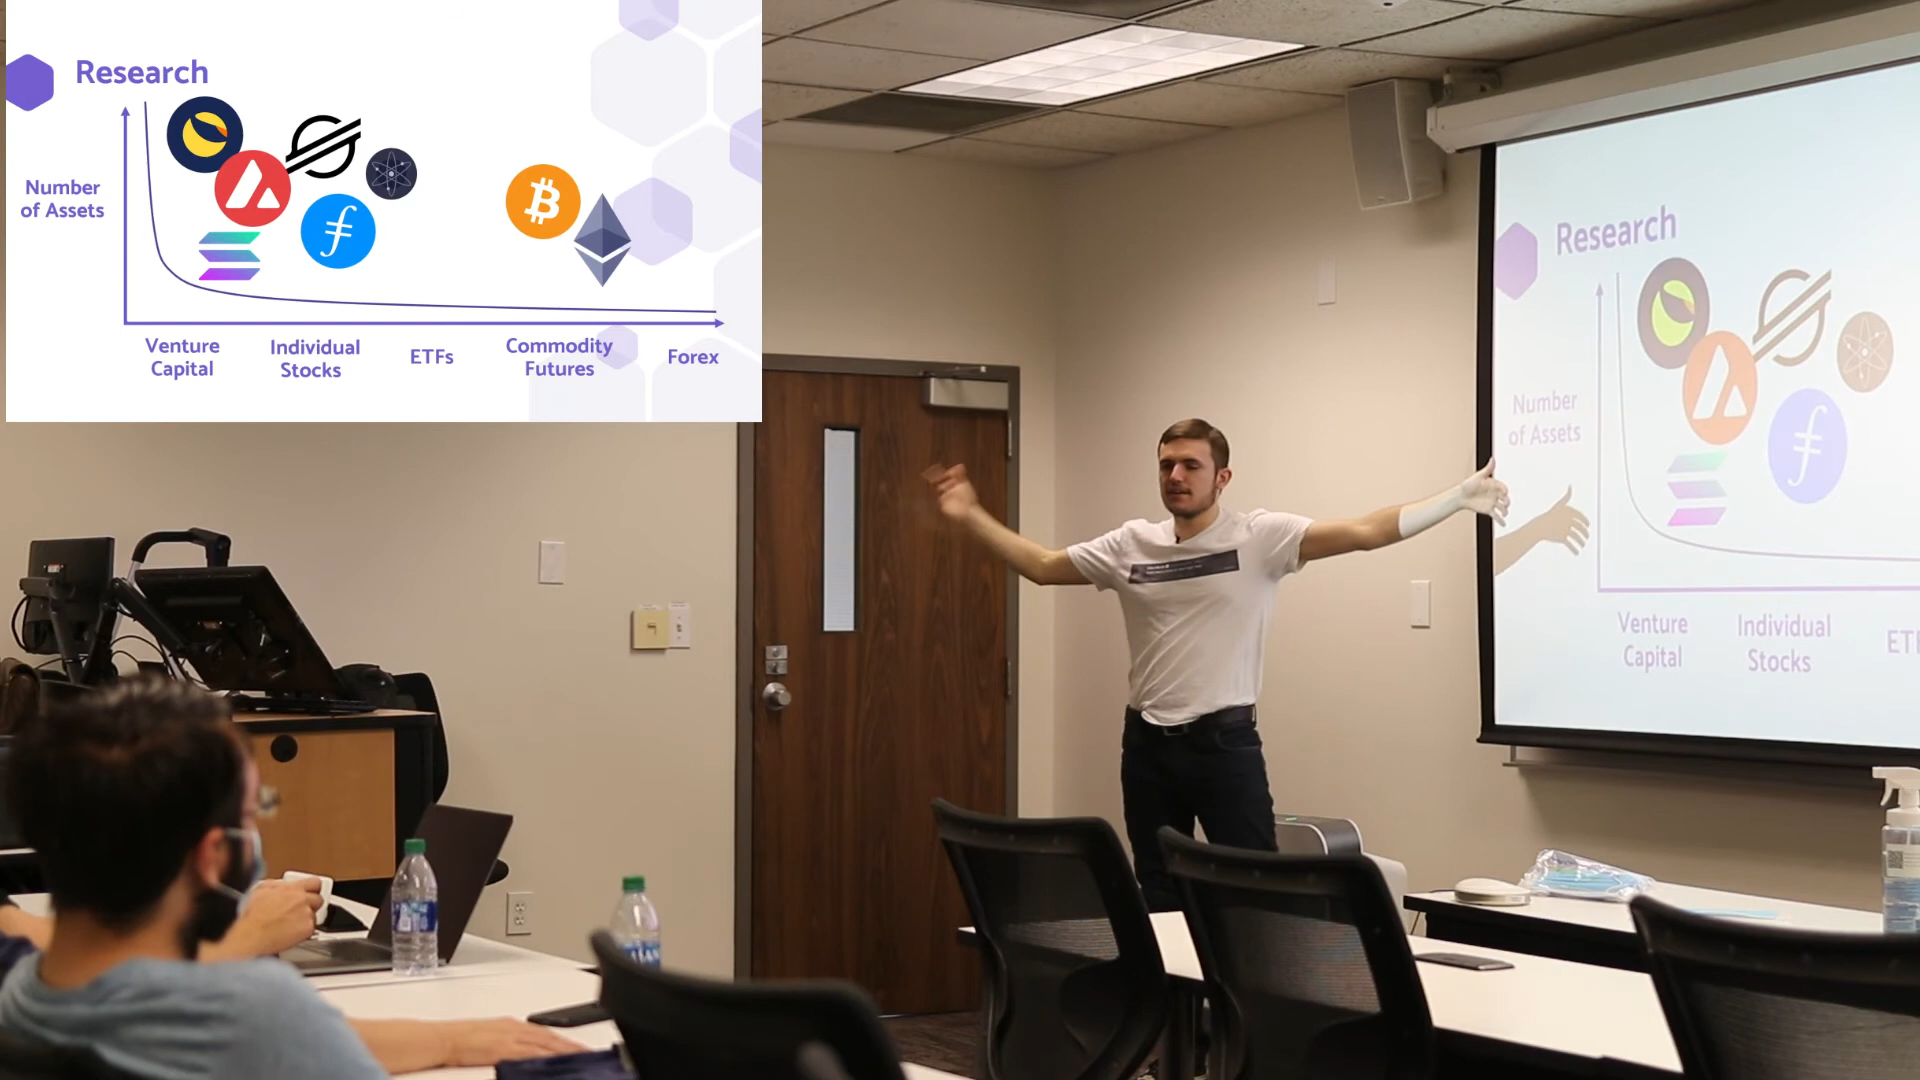 Research
Number
of Assets
Venture
Capital
Individual
Stocks
ETFs
Commodity
Futures
Forex
Research
Number
of Assets
Venture
Capital
Individual
Stocks